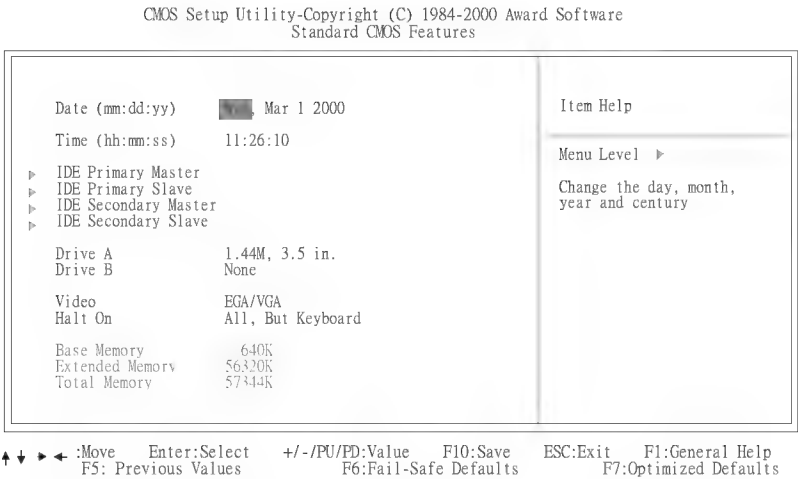 CMOS Setup Utility-Copyright (C) 1984-2000 Award Software
Standard CMOS Features
Date (mm:dd:yy) , Mar 1 2000
Time (hh:mm:ss) 11:26:10
IDE Primary Master
IDE Primary Slave
IDE Secondary Master
IDE Secondary Slave
Drive A 1.44M, 3.5 in.
Drive B None
Video EGA/VGA
Halt On All, But Keyboard
Base Memory 640K
Extended Memory 56320K
Total Memory 57344K
Item Help
Menu Level
Change the day, month,
year and century
:Move Enter:Select +/-/PU/PD:Value F10:Save ESC:Exit F1:General Help
F5: Previous Values F6:Fail-Safe Defaults F7:Optimized Defaults